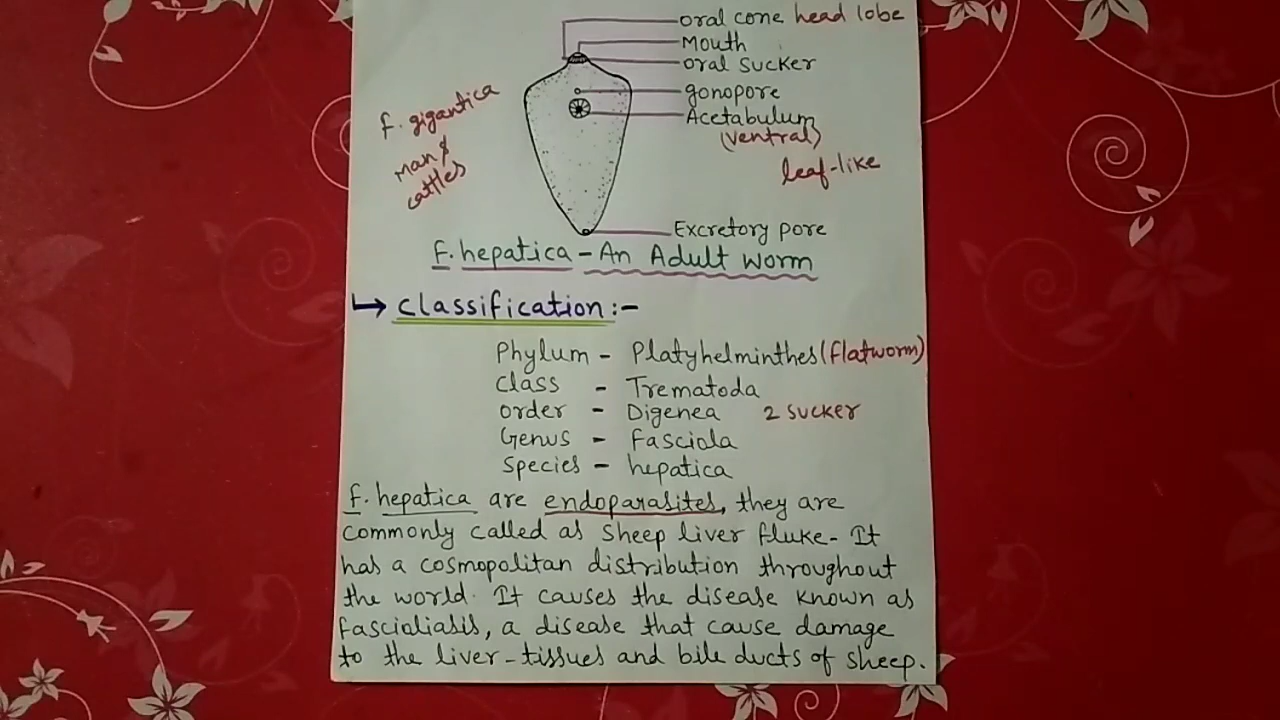 oral cone head lobe
Mouth
oral sucker
gonopore
Acetabulum
(ventral)
leaf-like
f. gigantica
man &
cattles
Excretory pore
F. hepatica - An Adult worm
↳ classification:-
Phylum - Platyhelminthes (flatworm)
class - Trematoda
order - Digenea 2 sucker
Genus - Fasciola
species - hepatica
f. hepatica are endoparasites, they are
commonly called as sheep liver fluke- It
has a cosmopolitan distribution throughout
the world. It causes the disease known as
fascioliasis, a disease that cause damage
to the liver-tissues and bile ducts of sheep.